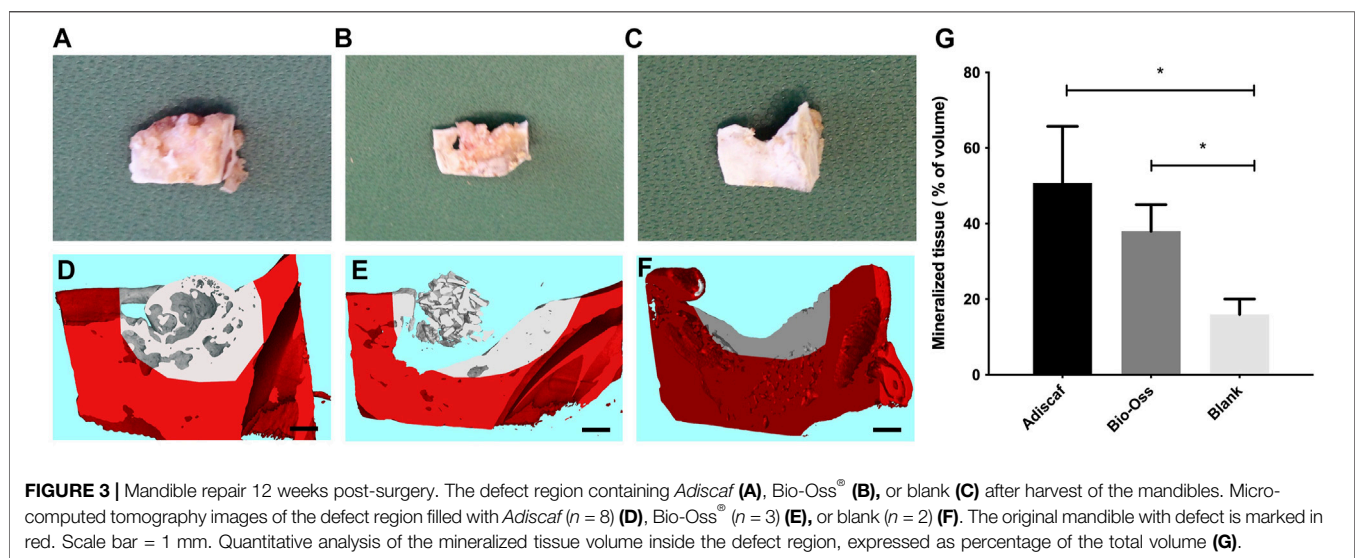 A
B
C
G
D
E
F
Mineralized tissue ( % of volume)
80
60
40
20
0
*
*
Adiscaf
Bio-Oss
Blank
FIGURE 3 | Mandible repair 12 weeks post-surgery. The defect region containing Adiscaf (A), Bio-Oss® (B), or blank (C) after harvest of the mandibles. Micro-
computed tomography images of the defect region filled with Adiscaf (n = 8) (D), Bio-Oss® (n = 3) (E), or blank (n = 2) (F). The original mandible with defect is marked in
red. Scale bar = 1 mm. Quantitative analysis of the mineralized tissue volume inside the defect region, expressed as percentage of the total volume (G).